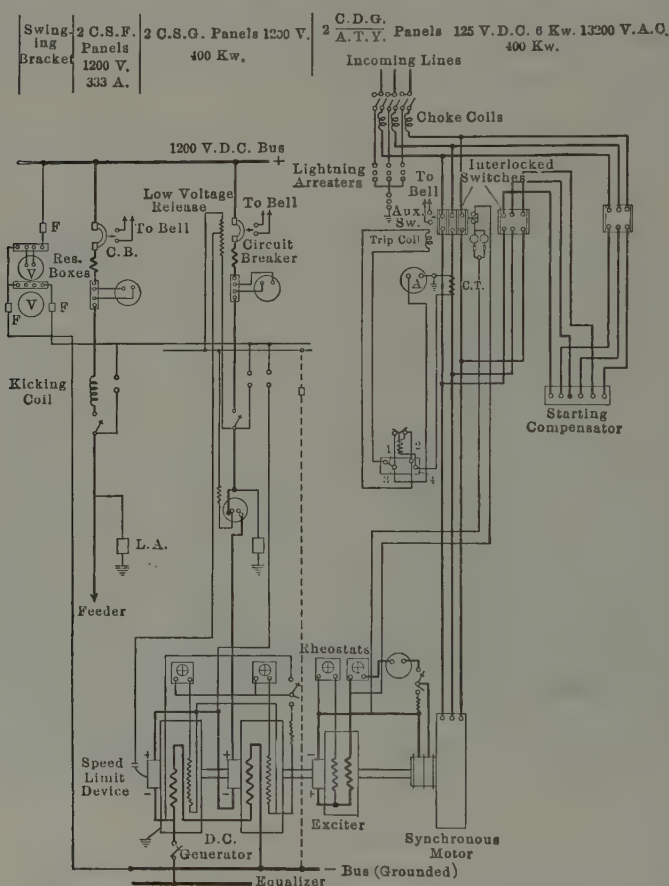 Swing-
ing
Bracket
2 C.S.F.
Panels
1200 V.
333 A.
2 C.S.G. Panels 1200 V.
400 Kw.
2 C.D.G.
A.T.Y. Panels 125 V.D.C. 6 Kw. 13200 V.A.C.
400 Kw.
Incoming Lines
Choke Coils
1200 V.D.C. Bus +
Lightning
Arresters
Interlocked
Switches
Low Voltage
Release
To
Bell
To Bell
To Bell
Aux.
Sw.
F
C.B.
Circuit
Breaker
Trip Coil
Res.
Boxes
V
V
A
C.T.
F
F
Kicking
Coil
Starting
Compensator
1
2
3
4
L.A.
Feeder
Rheostats
+
+
-
Speed
Limit
Device
-
-
+
Exciter
D.C.
Generator
Synchronous
Motor
- Bus (Grounded)
Equalizer